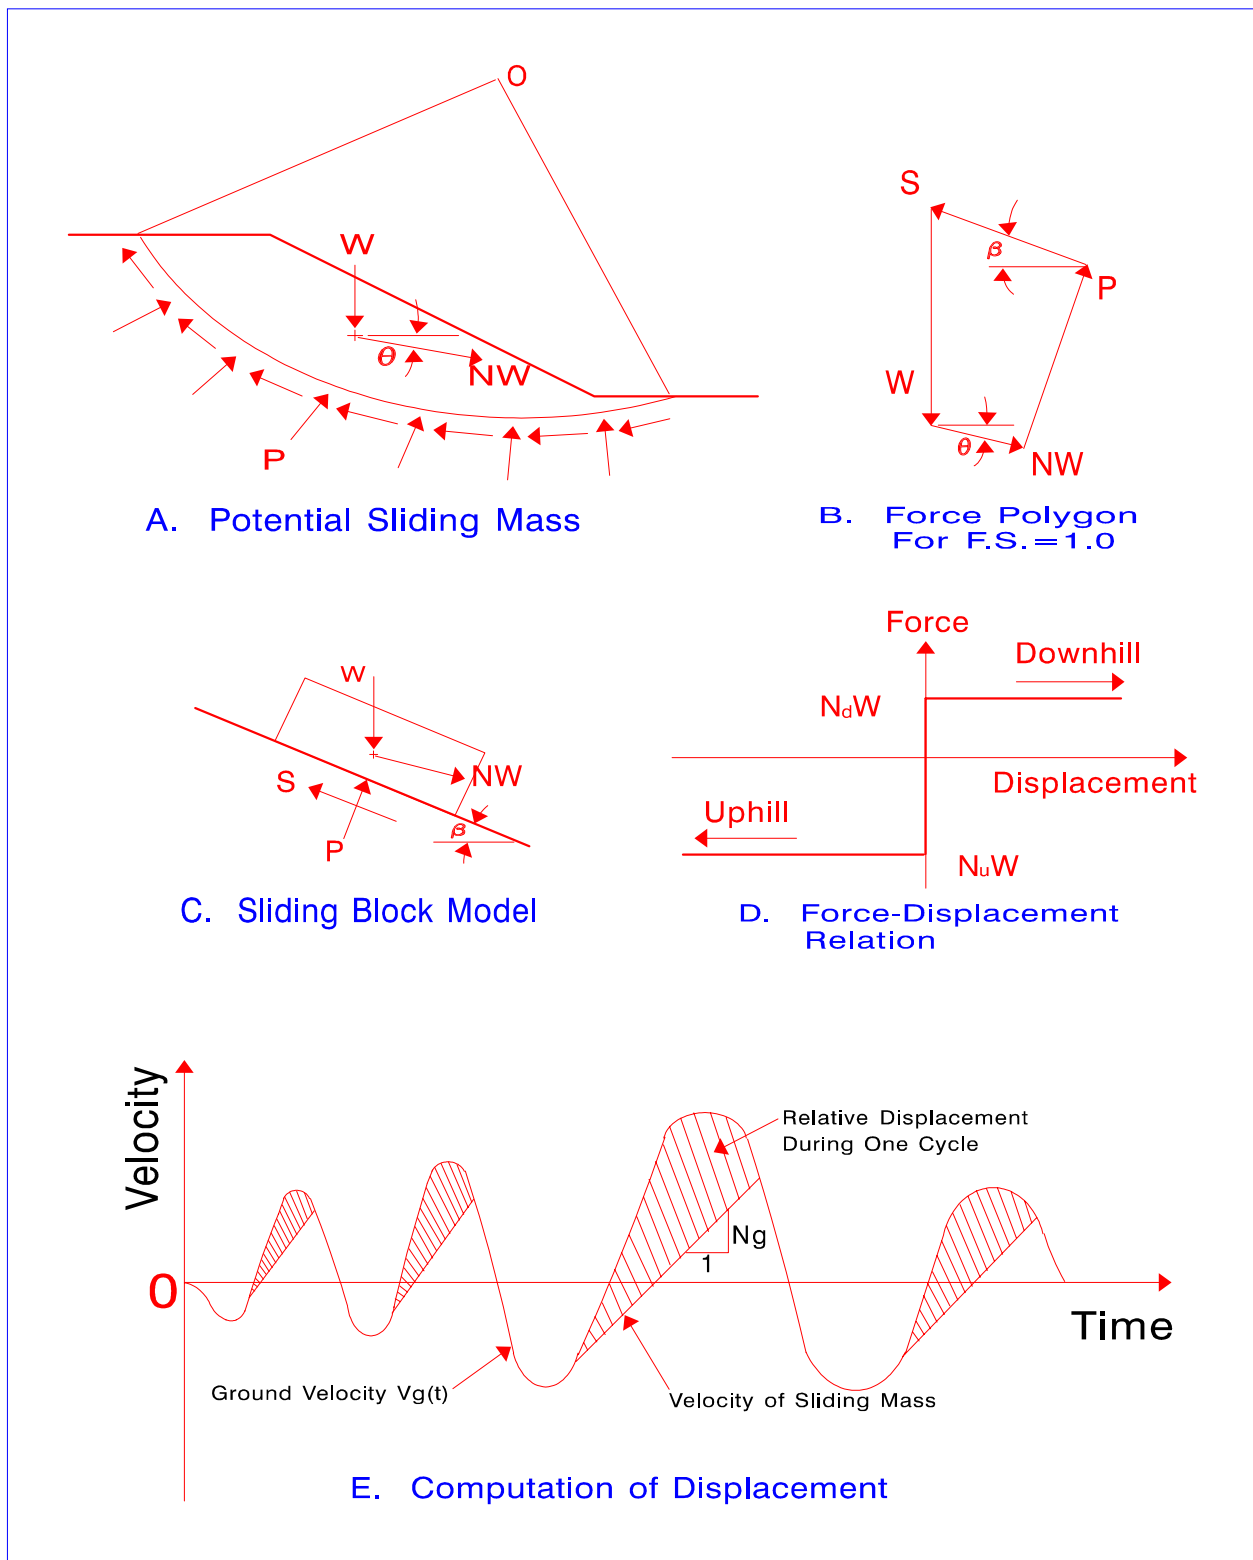 O
W
θ
NW
P
A. Potential Sliding Mass
S
β
P
W
θ
NW
B. Force Polygon
For F.S.=1.0
W
S
NW
P
β
C. Sliding Block Model
Force
Downhill
NdW
Displacement
Uphill
NuW
D. Force-Displacement
Relation
Velocity
Relative Displacement
During One Cycle
Ng
1
0
Time
Ground Velocity Vg(t)
Velocity of Sliding Mass
E. Computation of Displacement